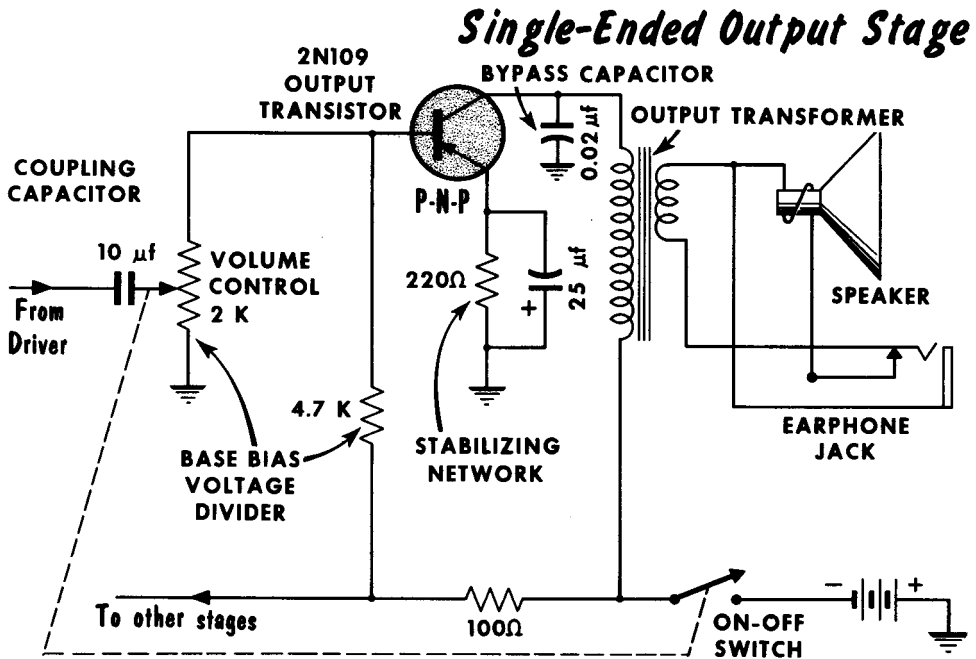 Single-Ended Output Stage
2N109
OUTPUT
TRANSISTOR
BYPASS CAPACITOR
0.02 µf
OUTPUT TRANSFORMER
COUPLING
CAPACITOR
P-N-P
10 µf
VOLUME
CONTROL
2 K
From
Driver
220Ω
+
25 µf
SPEAKER
4.7 K
BASE BIAS
VOLTAGE
DIVIDER
STABILIZING
NETWORK
EARPHONE
JACK
To other stages
100Ω
ON-OFF
SWITCH
- +